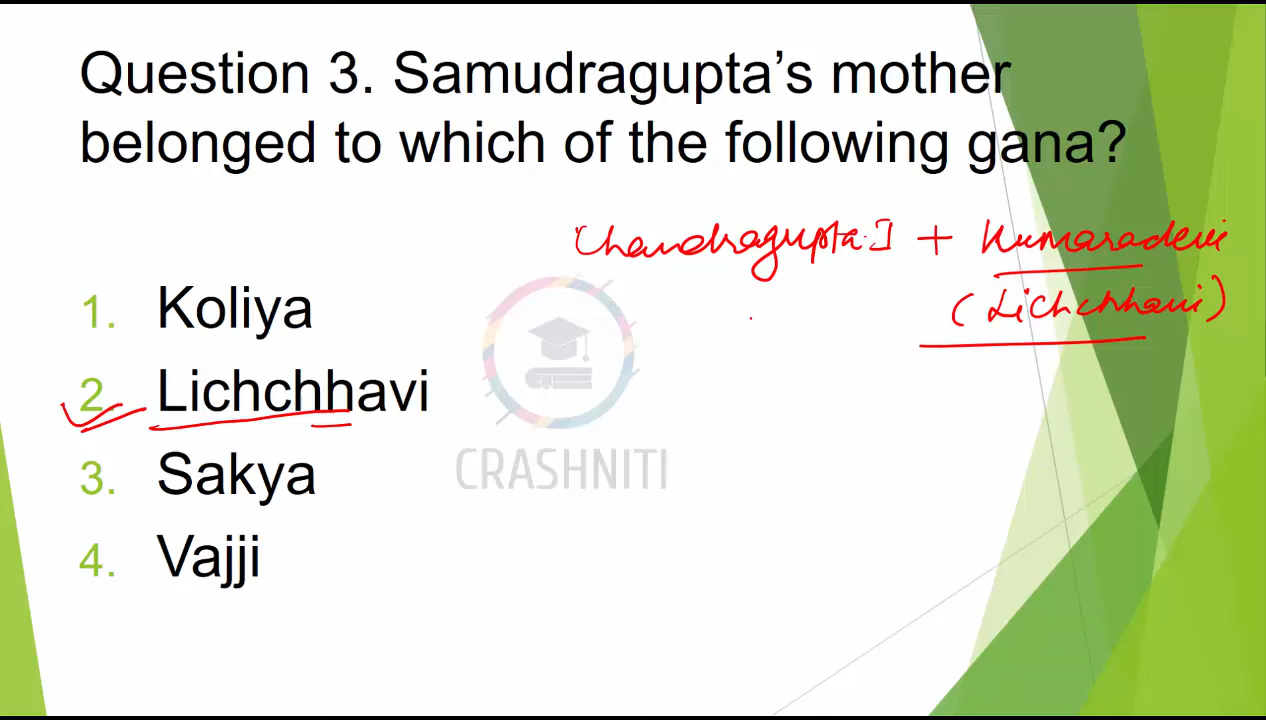 Question 3. Samudragupta’s mother
belonged to which of the following gana?
Chandragupta.I + Kumaradevi
(Lichchhavi)
1. Koliya
2. Lichchhavi
3. Sakya
4. Vajji
CRASHNITI